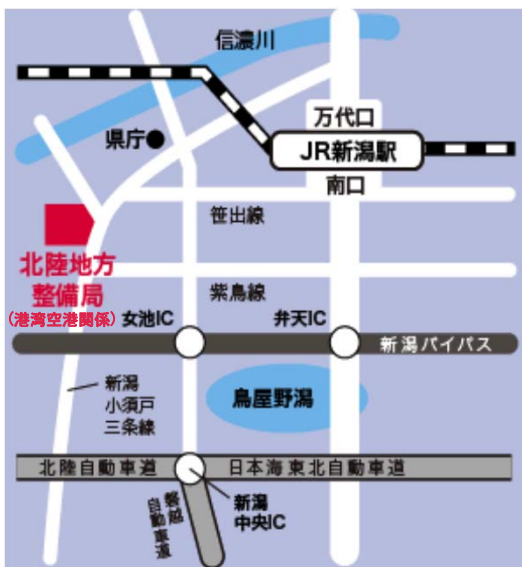 信濃川
万代口
県庁
JR新潟駅
南口
笹出線
北陸地方
整備局
(港湾空港関係)
紫鳥線
女池IC
弁天IC
新潟バイパス
新潟
小須戸
三条線
鳥屋野潟
北陸自動車道
日本海東北自動車道
磐越
自動車道
新潟
中央IC